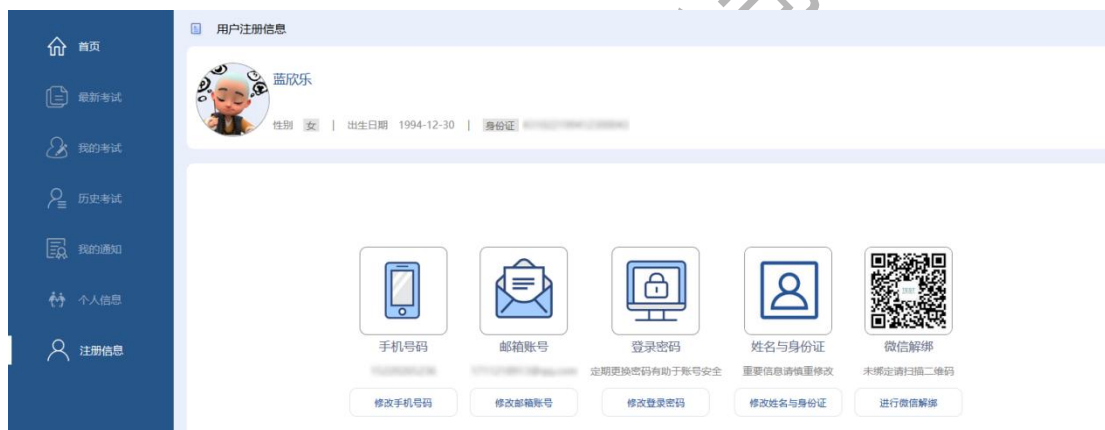 用户注册信息
首页
最新考试
我的考试
历史考试
我的通知
个人信息
注册信息
蓝欣乐
性别 女 | 出生日期 1994-12-30 | 身份证
手机号码 邮箱账号 登录密码 姓名与身份证 微信解绑
定期更换密码有助于账号安全 重要信息请慎重修改 未绑定请扫描二维码
修改手机号码 修改邮箱账号 修改登录密码 修改姓名与身份证 进行微信解绑